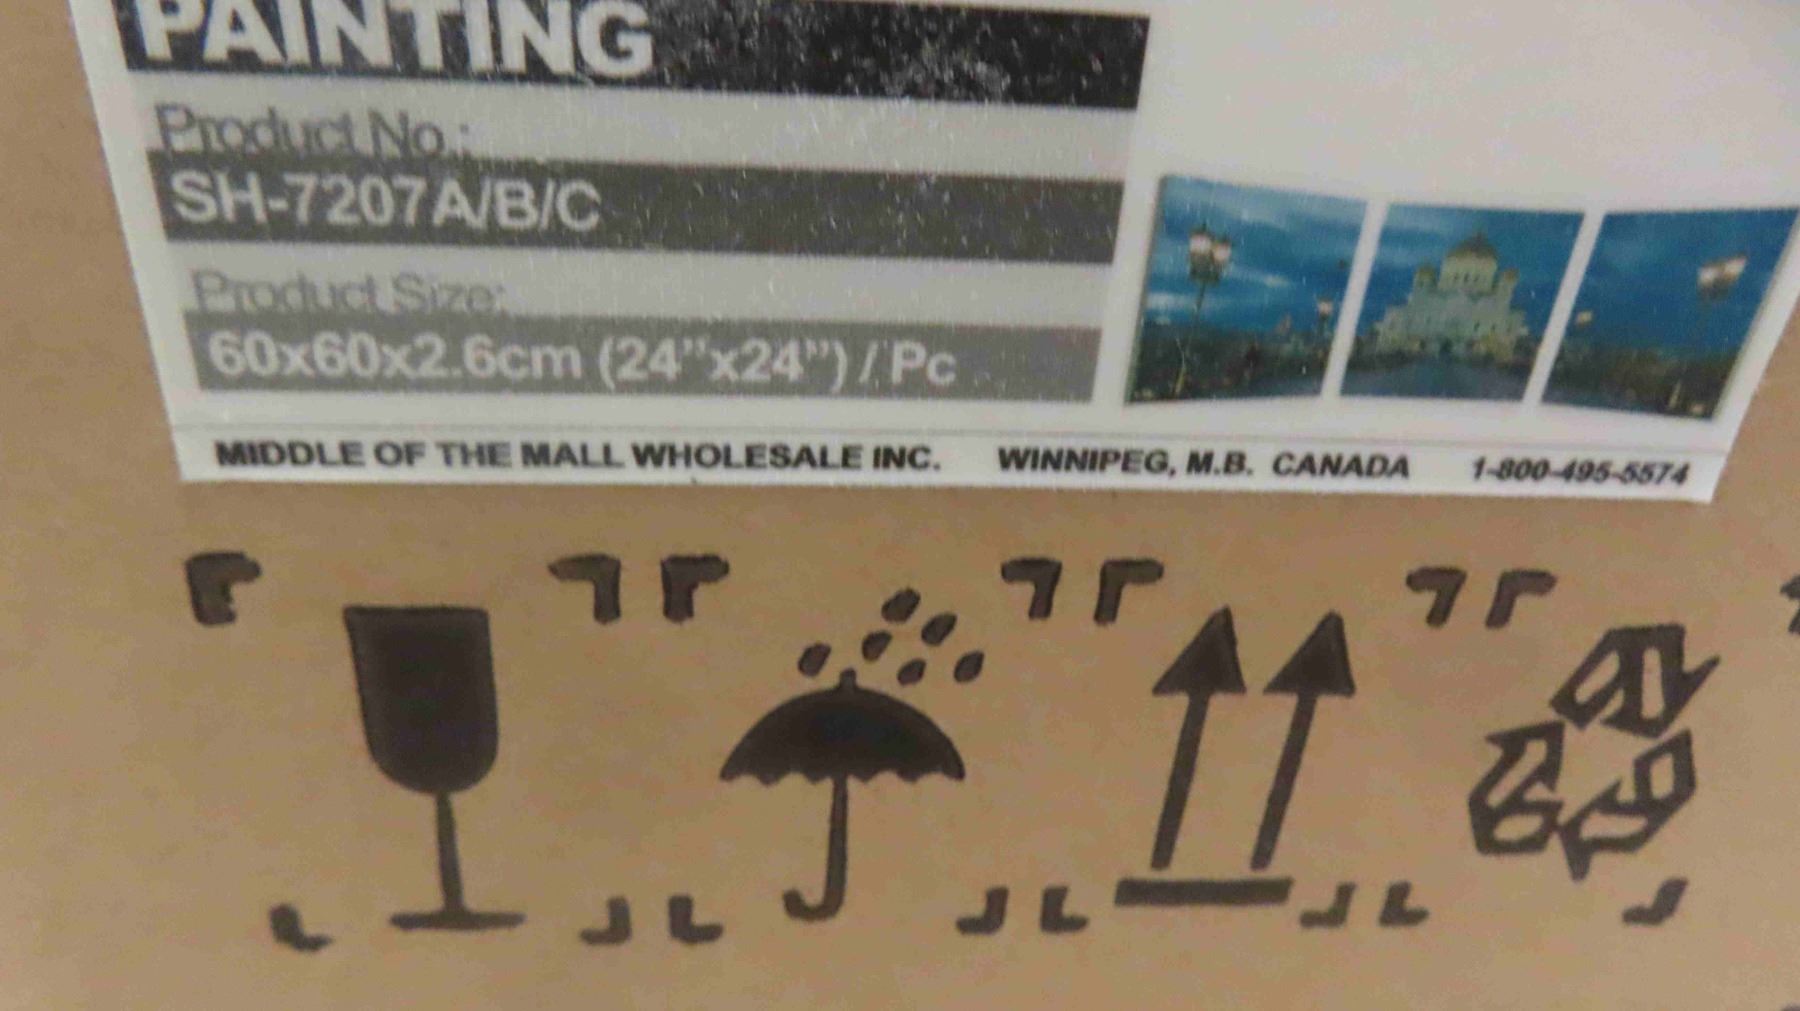 PAINTING
Product No.:
SH-7207A/B/C
Product Size:
60x60x2.6cm (24"x24") / Pc
MIDDLE OF THE MALL WHOLESALE INC. WINNIPEG, M.B. CANADA 1-800-495-5574